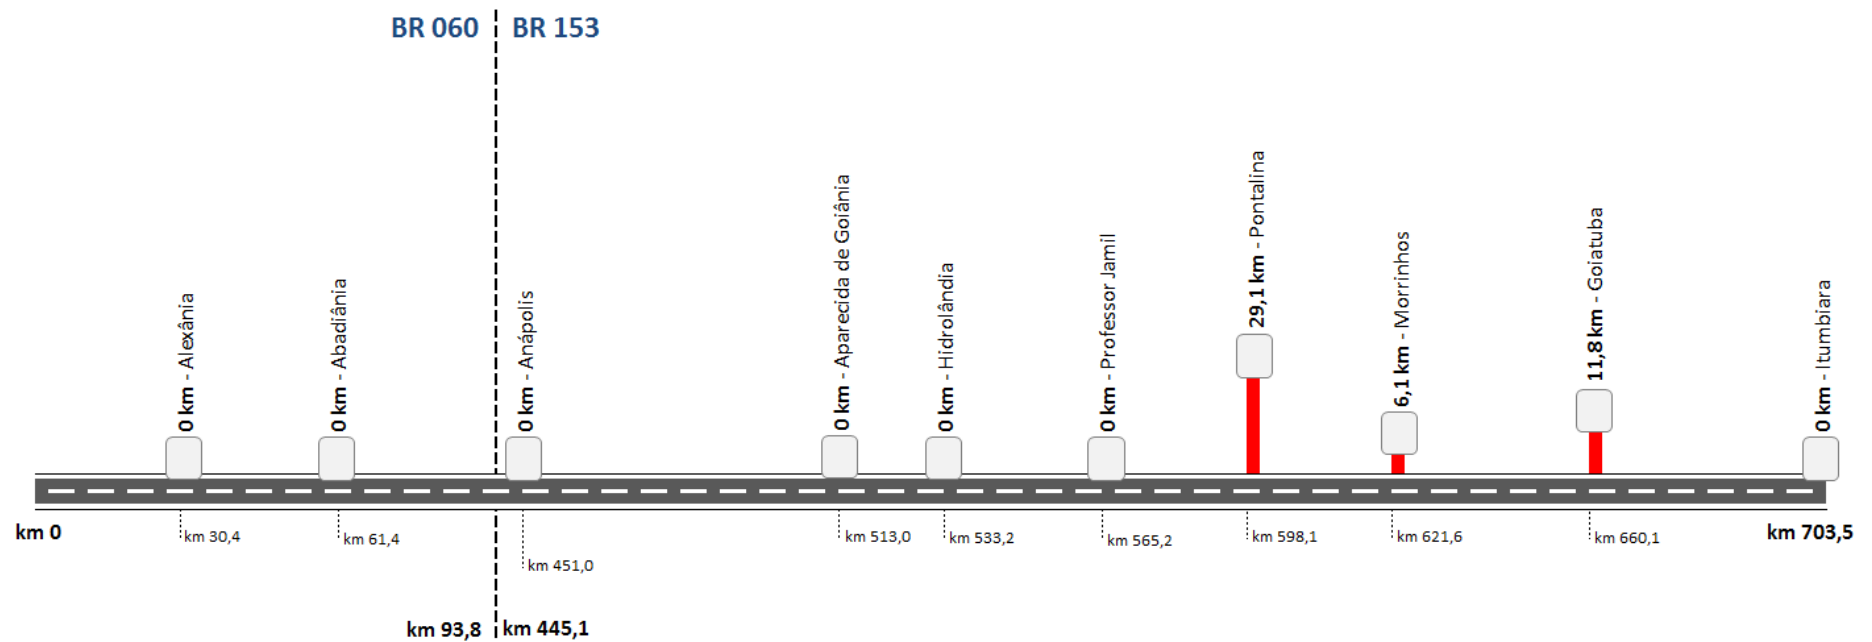 BR 060
BR 153
0 km - Alexânia
0 km - Abadiânia
0 km - Anápolis
0 km - Aparecida de Goiânia
0 km - Hidrolândia
0 km - Professor Jamil
29,1 km - Pontalina
6,1 km - Morrinhos
11,8 km - Goiatuba
0 km - Itumbiara
km 0
km 30,4
km 61,4
km 451,0
km 513,0
km 533,2
km 565,2
km 598,1
km 621,6
km 660,1
km 703,5
km 93,8
km 445,1